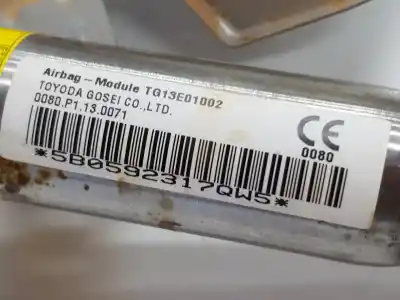 Airbag - Module TG13E01002
TOYODA GOSEI CO.,LTD.
0080.P1.13.0071
CE
0080
*5B0592317QW5*